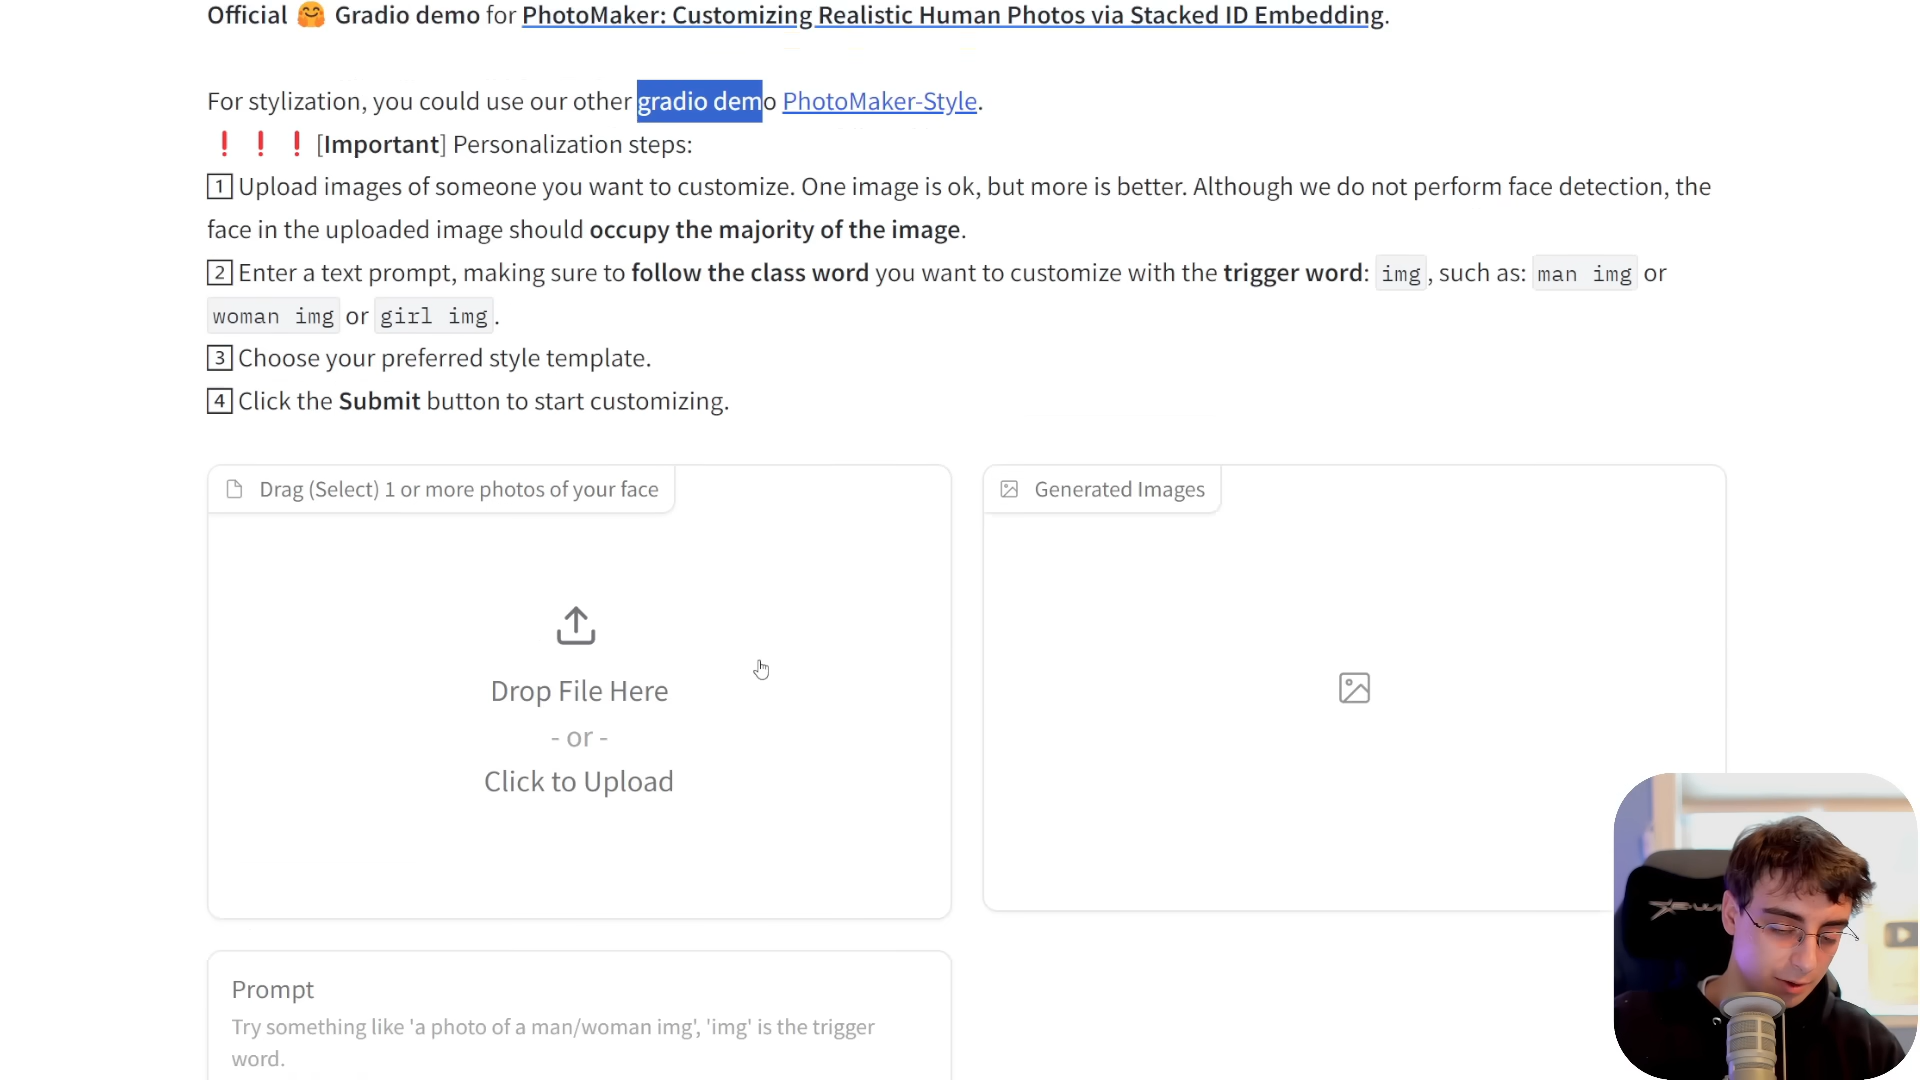 Official 🤗 Gradio demo for PhotoMaker: Customizing Realistic Human Photos via Stacked ID Embedding.
For stylization, you could use our other gradio demo PhotoMaker-Style.
❗❗❗[Important] Personalization steps:
1️⃣ Upload images of someone you want to customize. One image is ok, but more is better. Although we do not perform face detection, the
face in the uploaded image should occupy the majority of the image.
2️⃣ Enter a text prompt, making sure to follow the class word you want to customize with the trigger word: img, such as: man img or
woman img or girl img.
3️⃣ Choose your preferred style template.
4️⃣ Click the Submit button to start customizing.
Drag (Select) 1 or more photos of your face
Generated Images
Drop File Here
- or -
Click to Upload
Prompt
Try something like 'a photo of a man/woman img', 'img' is the trigger
word.